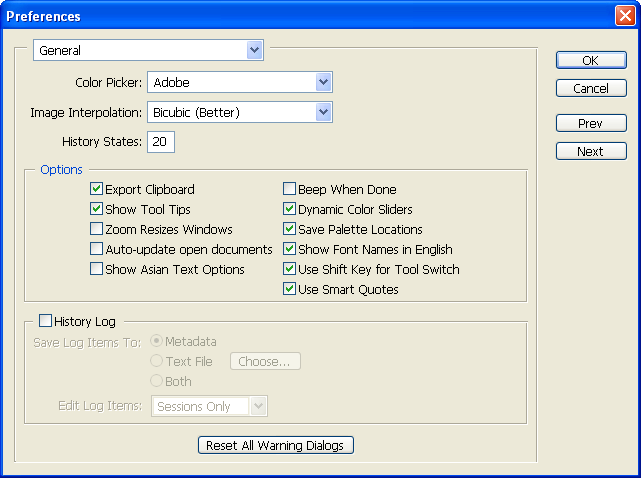 Preferences
General
OK
Color Picker: Adobe
Cancel
Image Interpolation: Bicubic (Better)
Prev
History States: 20
Next
Options
Export Clipboard
Show Tool Tips
Zoom Resizes Windows
Auto-update open documents
Show Asian Text Options
Beep When Done
Dynamic Color Sliders
Save Palette Locations
Show Font Names in English
Use Shift Key for Tool Switch
Use Smart Quotes
History Log
Save Log Items To: Metadata
Text File Choose...
Both
Edit Log Items: Sessions Only
Reset All Warning Dialogs